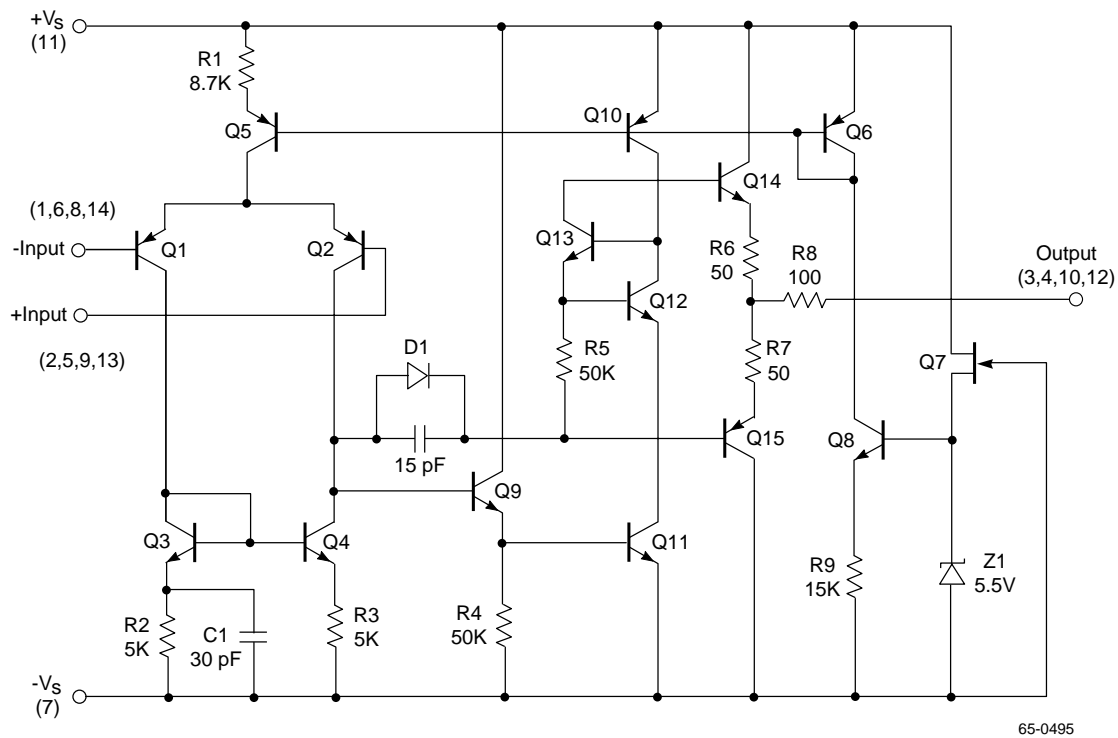 +VS
(11)
R1
8.7K
Q5
Q10
Q6
Q14
(1,6,8,14)
-Input
Q1
Q2
Q13
R6
50
R8
100
Output
(3,4,10,12)
Q12
+Input
(2,5,9,13)
D1
R5
50K
R7
50
Q7
15 pF
Q15
Q8
Q9
Q3
Q4
Q11
Z1
5.5V
R9
15K
R2
5K
C1
30 pF
R3
5K
R4
50K
-VS
(7)
65-0495